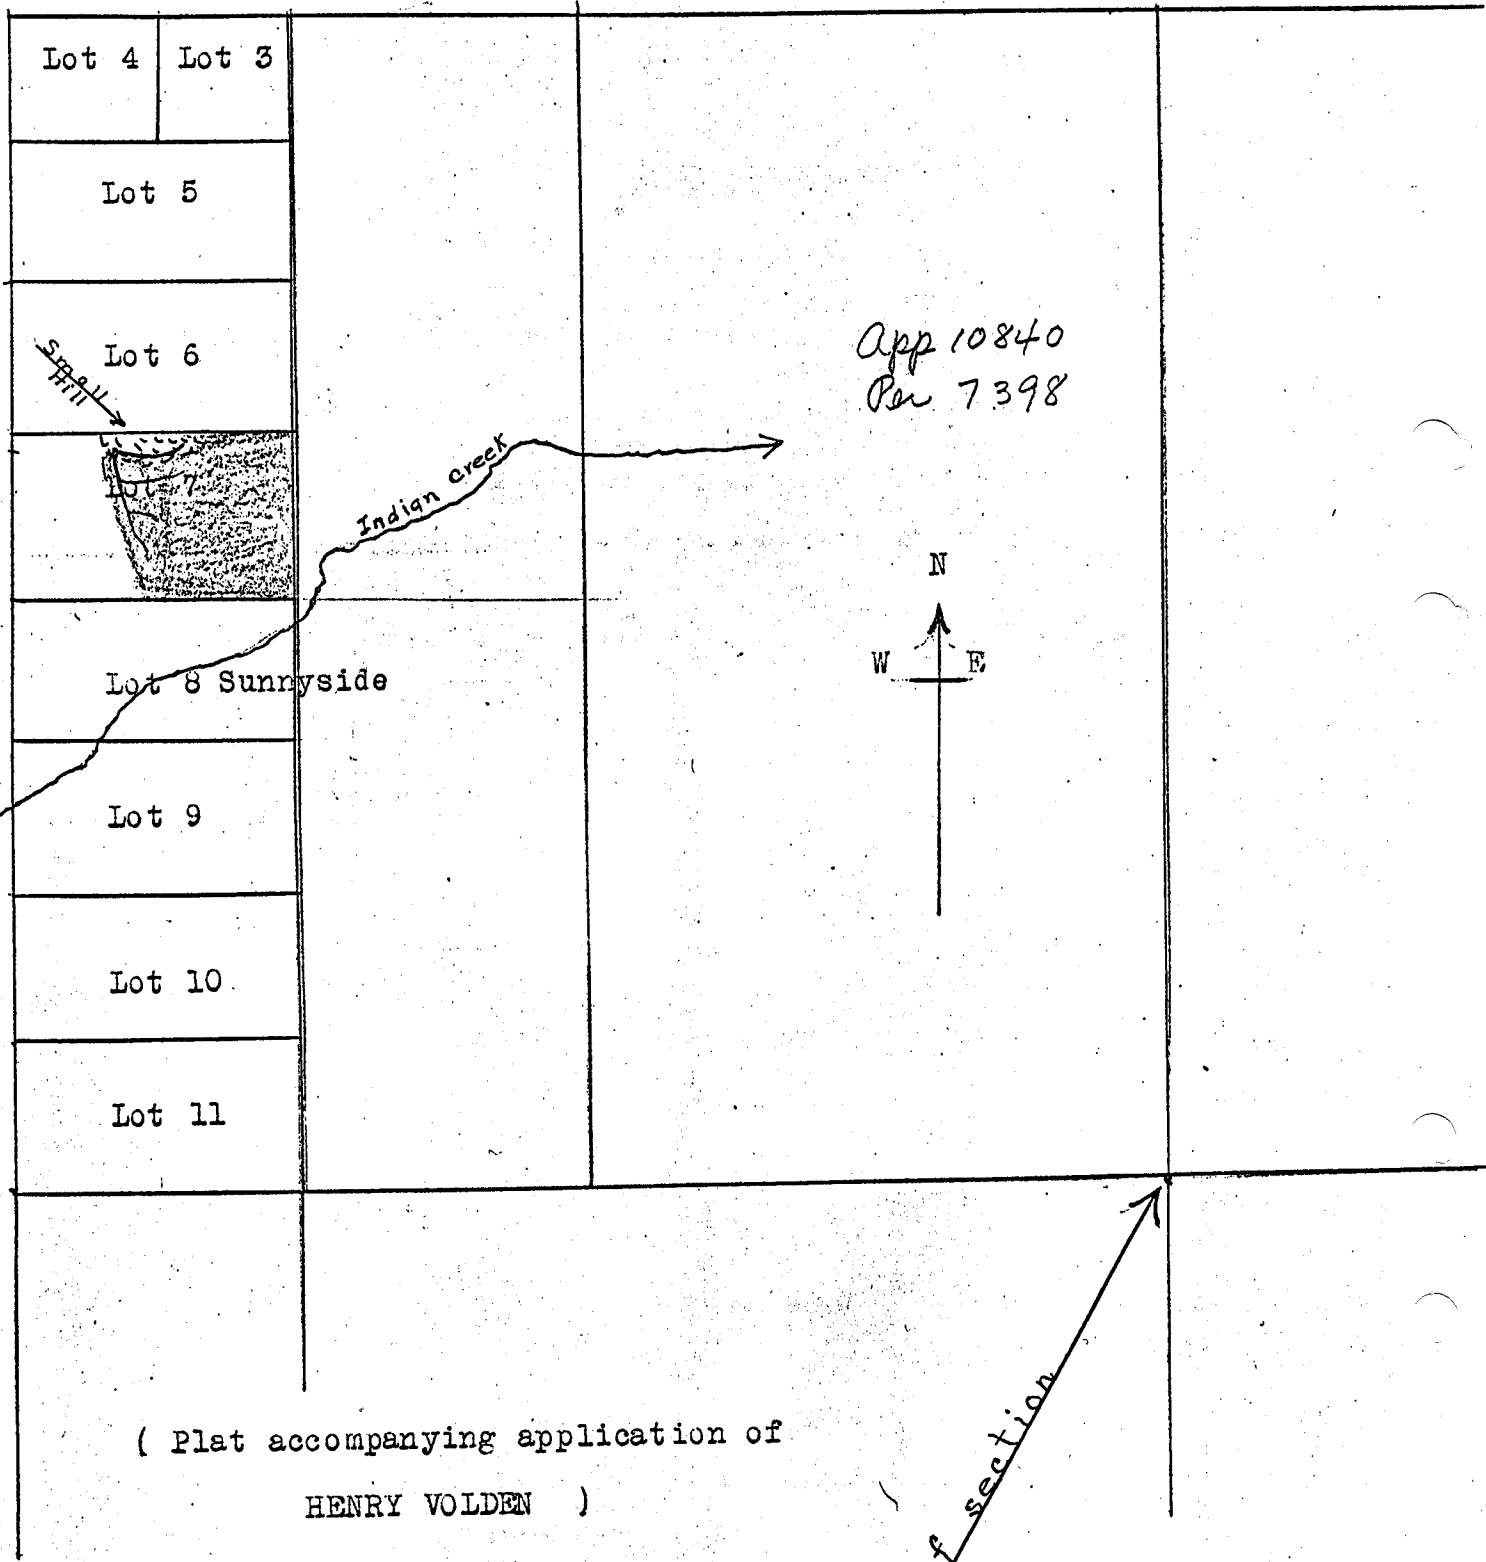 Lot 4 Lot 3
Lot 5
Lot 6
Small
Hill
App 10840
Per 7398
Indian Creek
Lot 7
N
W E
Lot 8 Sunnyside
Lot 9
Lot 10
Lot 11
f section
( Plat accompanying application of
HENRY VOLDEN )